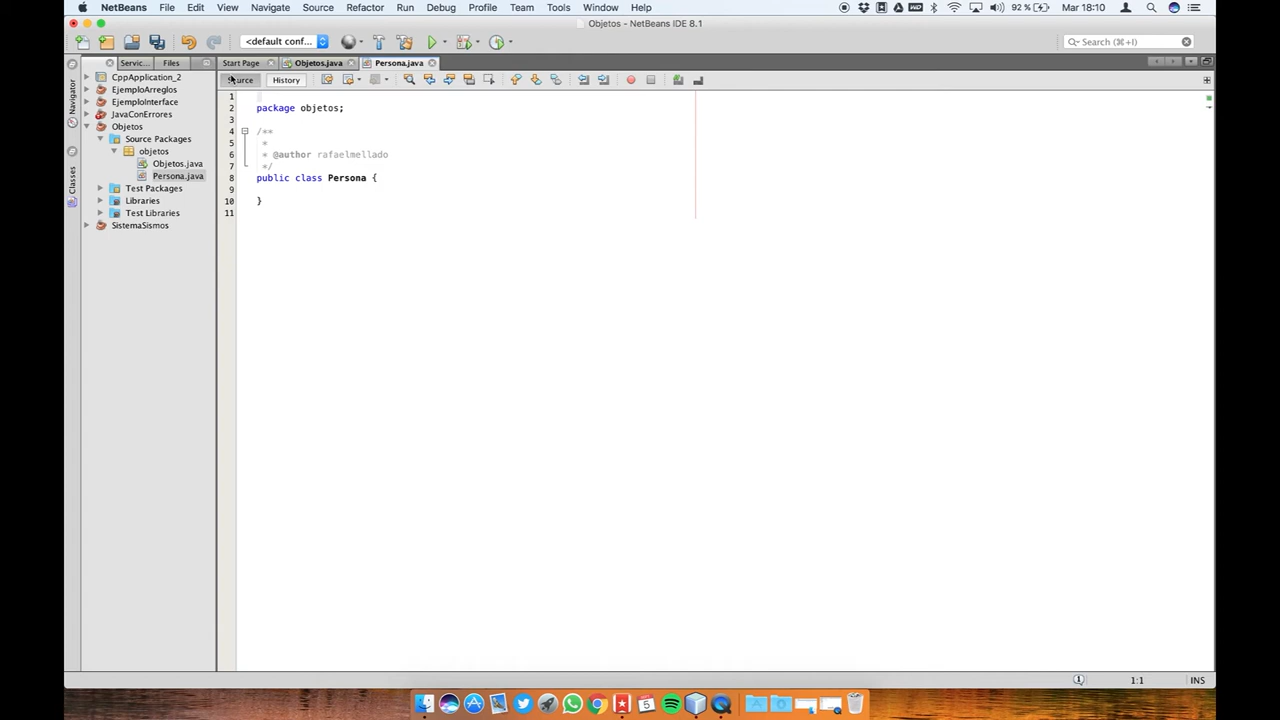 NetBeans File Edit View Navigate Source Refactor Run Debug Profile Team Tools Window Help 92 % Mar 18:10
Objetos - NetBeans IDE 8.1
<default conf... Search (⌘+I)
Servic... Files Start Page Objetos.java Persona.java
History
Navigator
Classes
CppApplication_2
EjemploArreglos
EjemploInterface
JavaConErrores
Objetos
Source Packages
objetos
Objetos.java
Persona.java
Test Packages
Libraries
Test Libraries
SistemaSismos
1
2 package objetos;
3
4 /**
5 *
6 * @author rafaelmellado
7 */
8 public class Persona {
9
10 }
11
1:1 INS